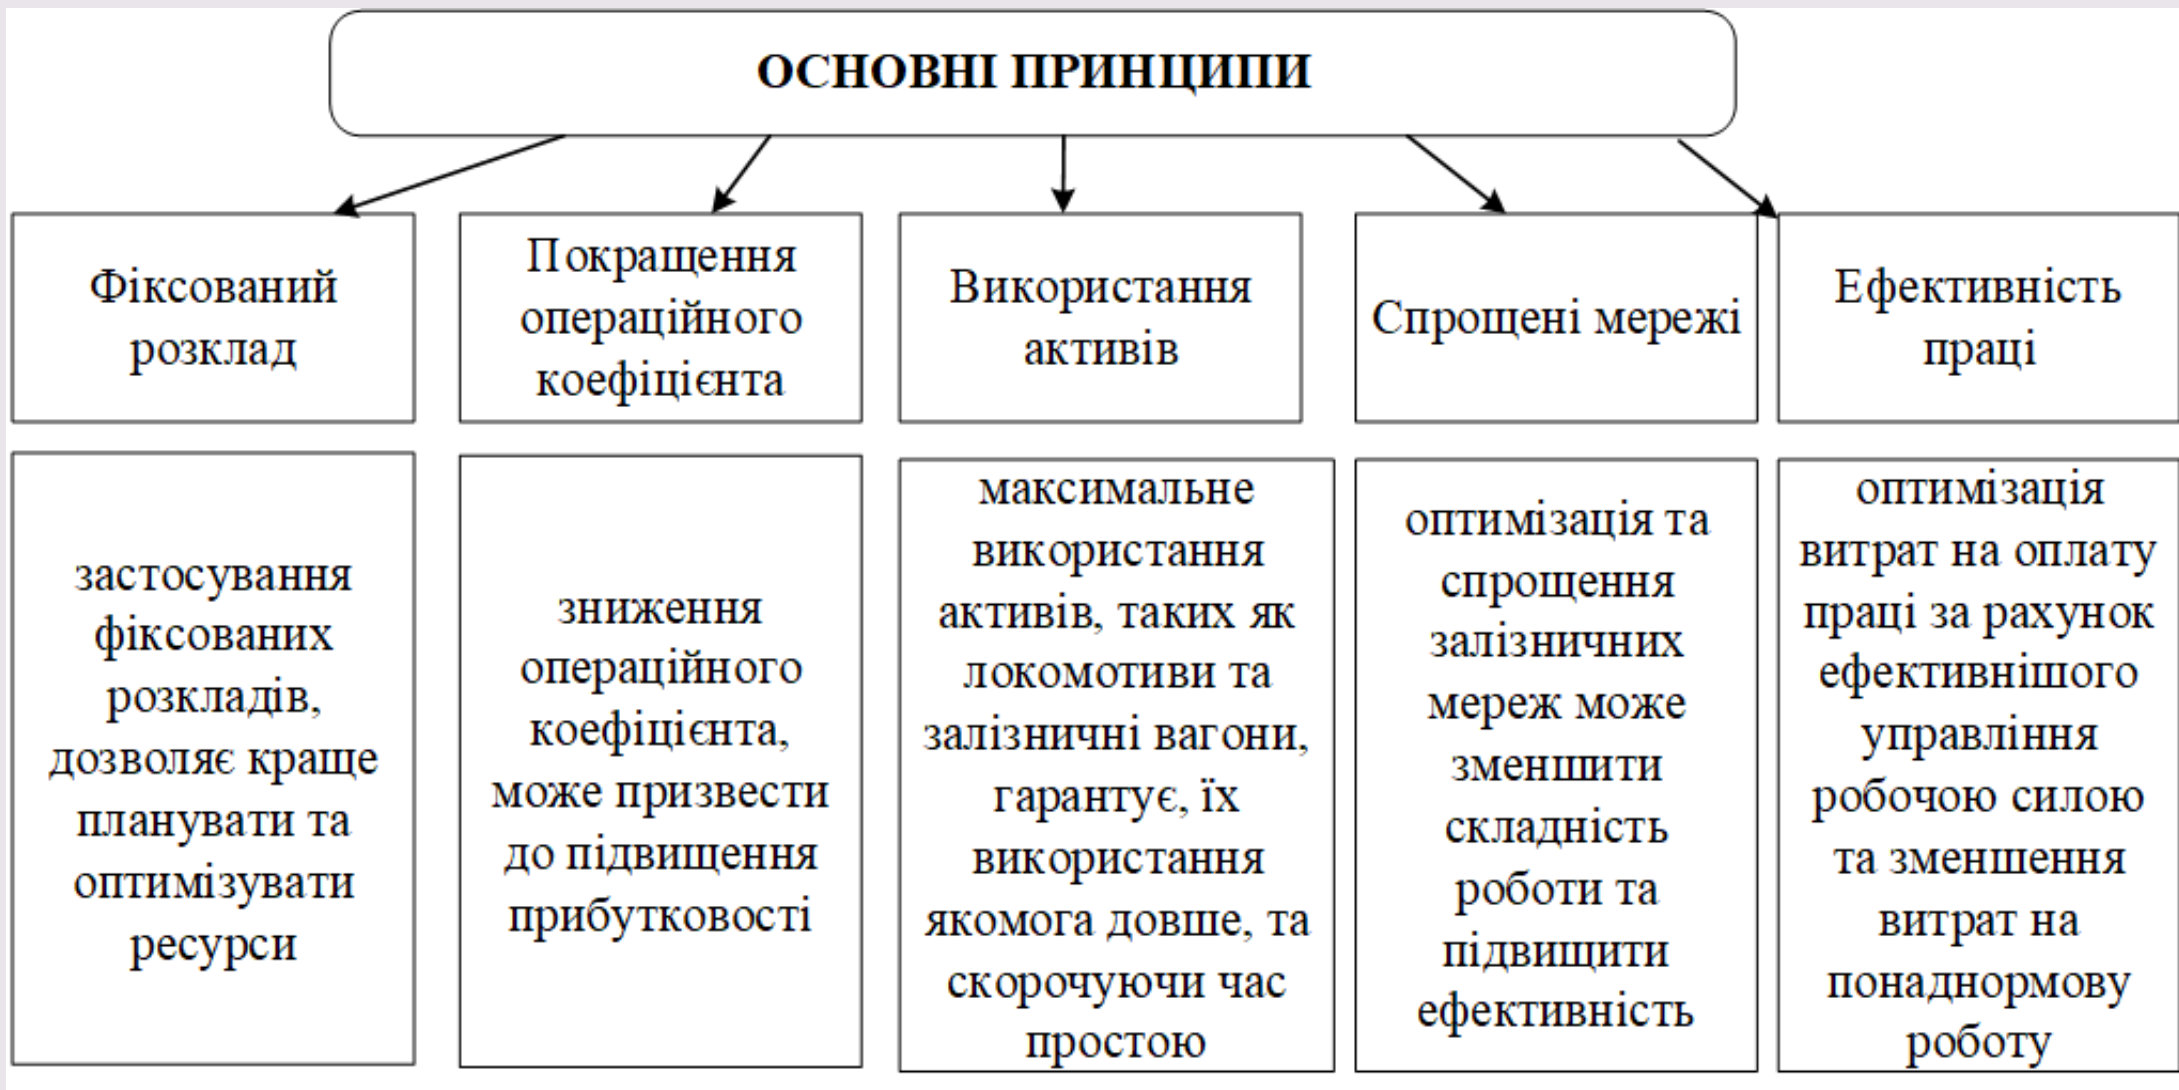 ОСНОВНІ ПРИНЦИПИ
Фіксований
розклад
Покращення
операційного
коефіцієнта
Використання
активів
Спрощені мережі
Ефективність
праці
застосування
фіксованих
розкладів,
дозволяє краще
планувати та
оптимізувати
ресурси
зниження
операційного
коефіцієнта,
може призвести
до підвищення
прибутковості
максимальне
використання
активів, таких як
локомотиви та
залізничні вагони,
гарантує, їх
використання
якомога довше, та
скорочуючи час
простою
оптимізація та
спрощення
залізничних
мереж може
зменшити
складність
роботи та
підвищити
ефективність
оптимізація
витрат на оплату
праці за рахунок
ефективнішого
управління
робочою силою
та зменшення
витрат на
понаднормову
роботу